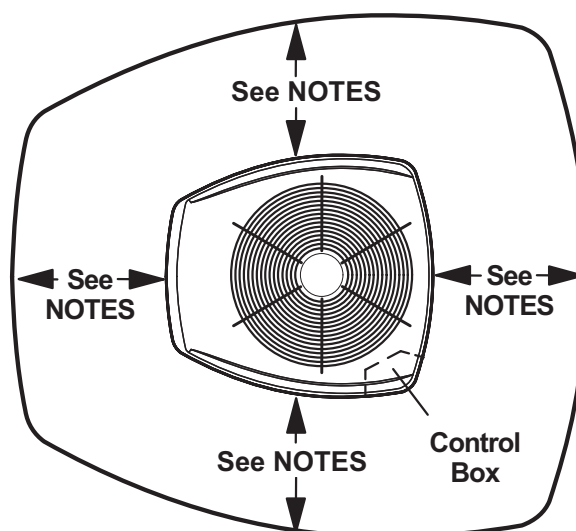 See NOTES
See
NOTES
See
NOTES
See NOTES
Control
Box